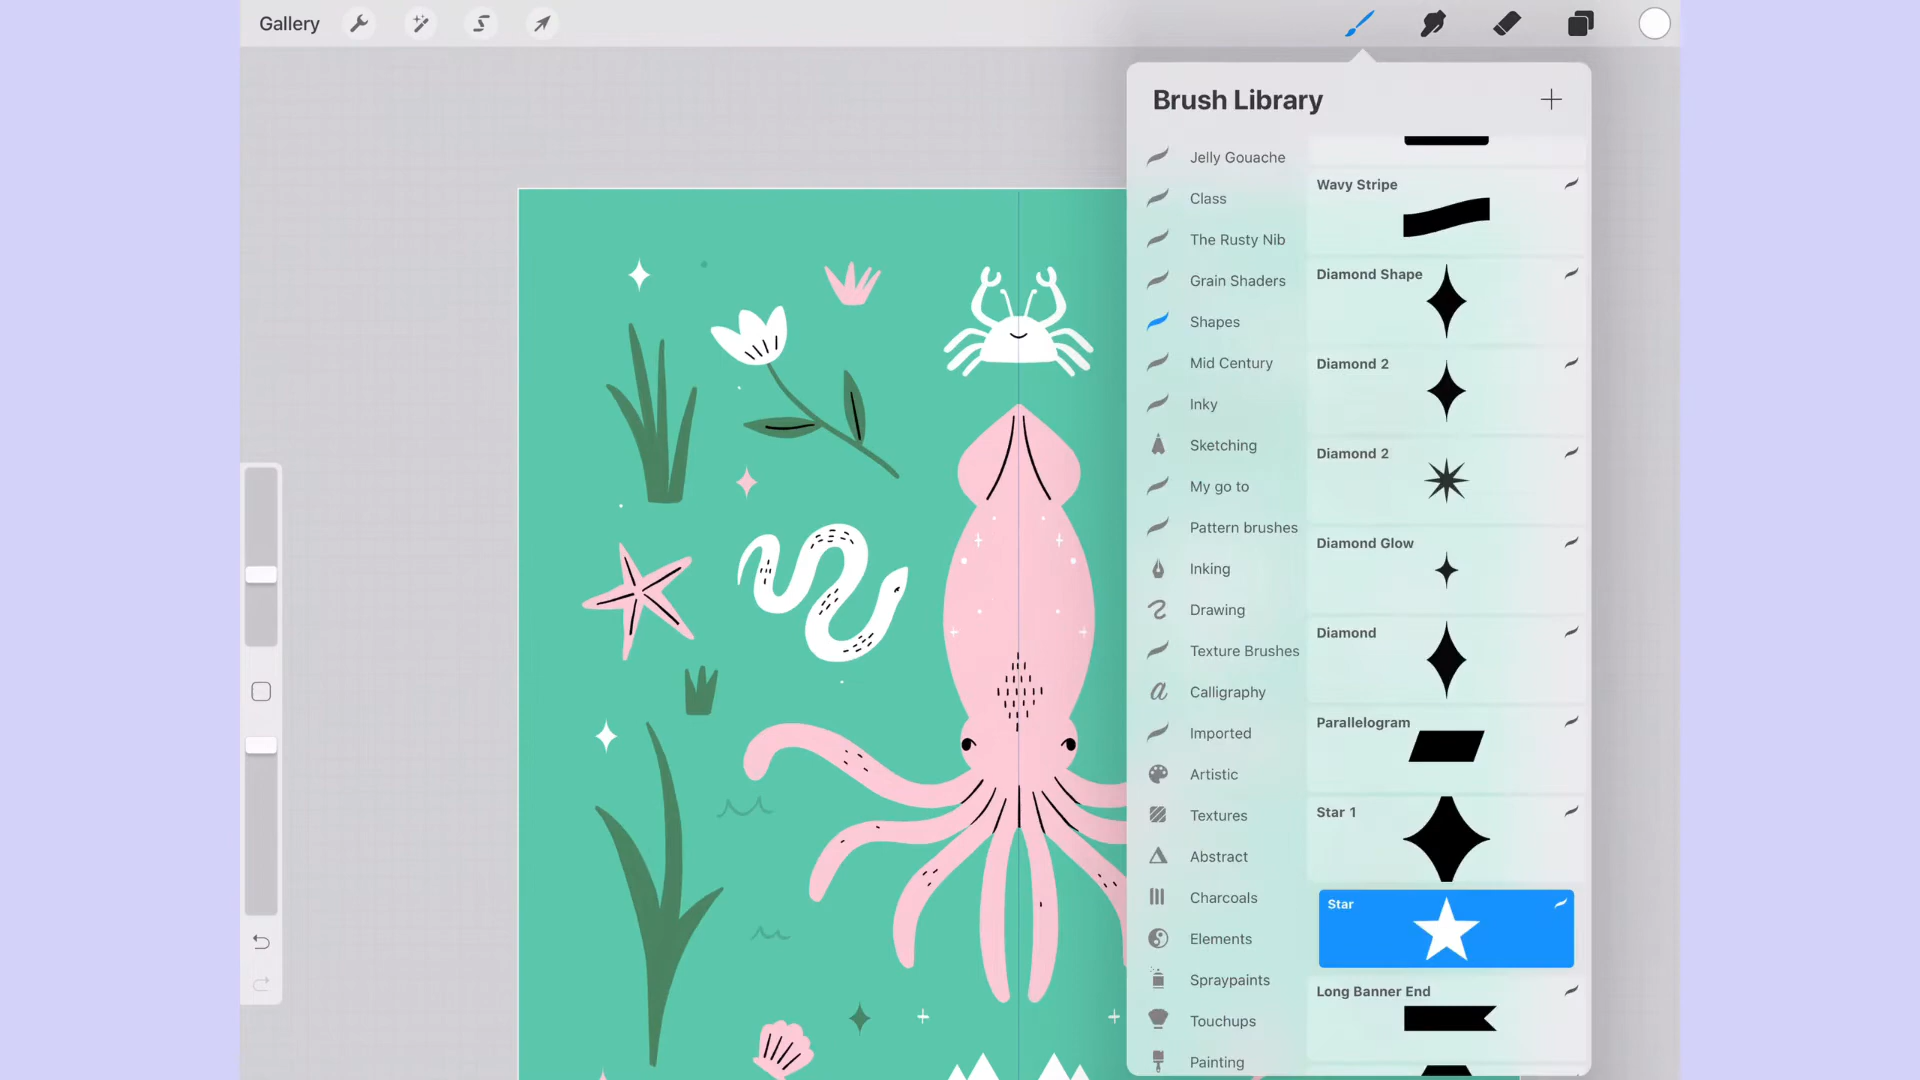 Gallery
Brush Library
Jelly Gouache
Class
The Rusty Nib
Grain Shaders
Shapes
Mid Century
Inky
Sketching
My go to
Pattern brushes
Inking
Drawing
Texture Brushes
Calligraphy
Imported
Artistic
Textures
Abstract
Charcoals
Elements
Spraypaints
Touchups
Painting
Wavy Stripe
Diamond Shape
Diamond 2
Diamond 2
Diamond Glow
Diamond
Parallelogram
Star 1
Star
Long Banner End